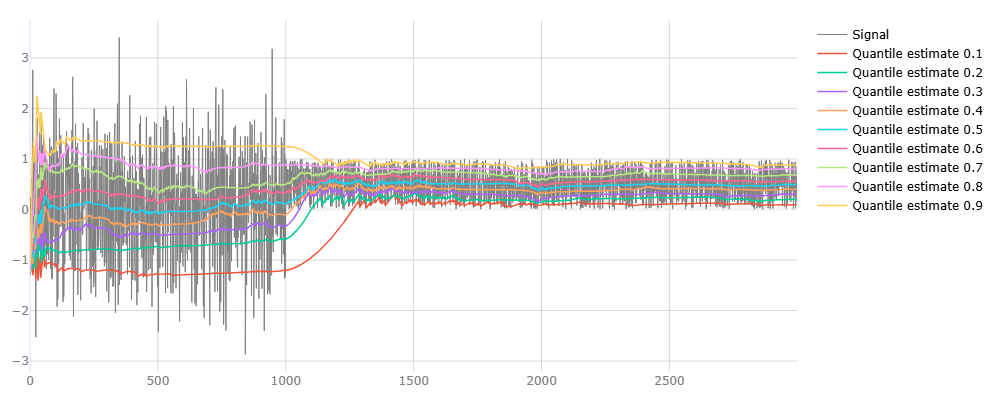 3
2
1
0
−1
−2
−3
0
500
1000
1500
2000
2500
Signal
Quantile estimate 0.1
Quantile estimate 0.2
Quantile estimate 0.3
Quantile estimate 0.4
Quantile estimate 0.5
Quantile estimate 0.6
Quantile estimate 0.7
Quantile estimate 0.8
Quantile estimate 0.9